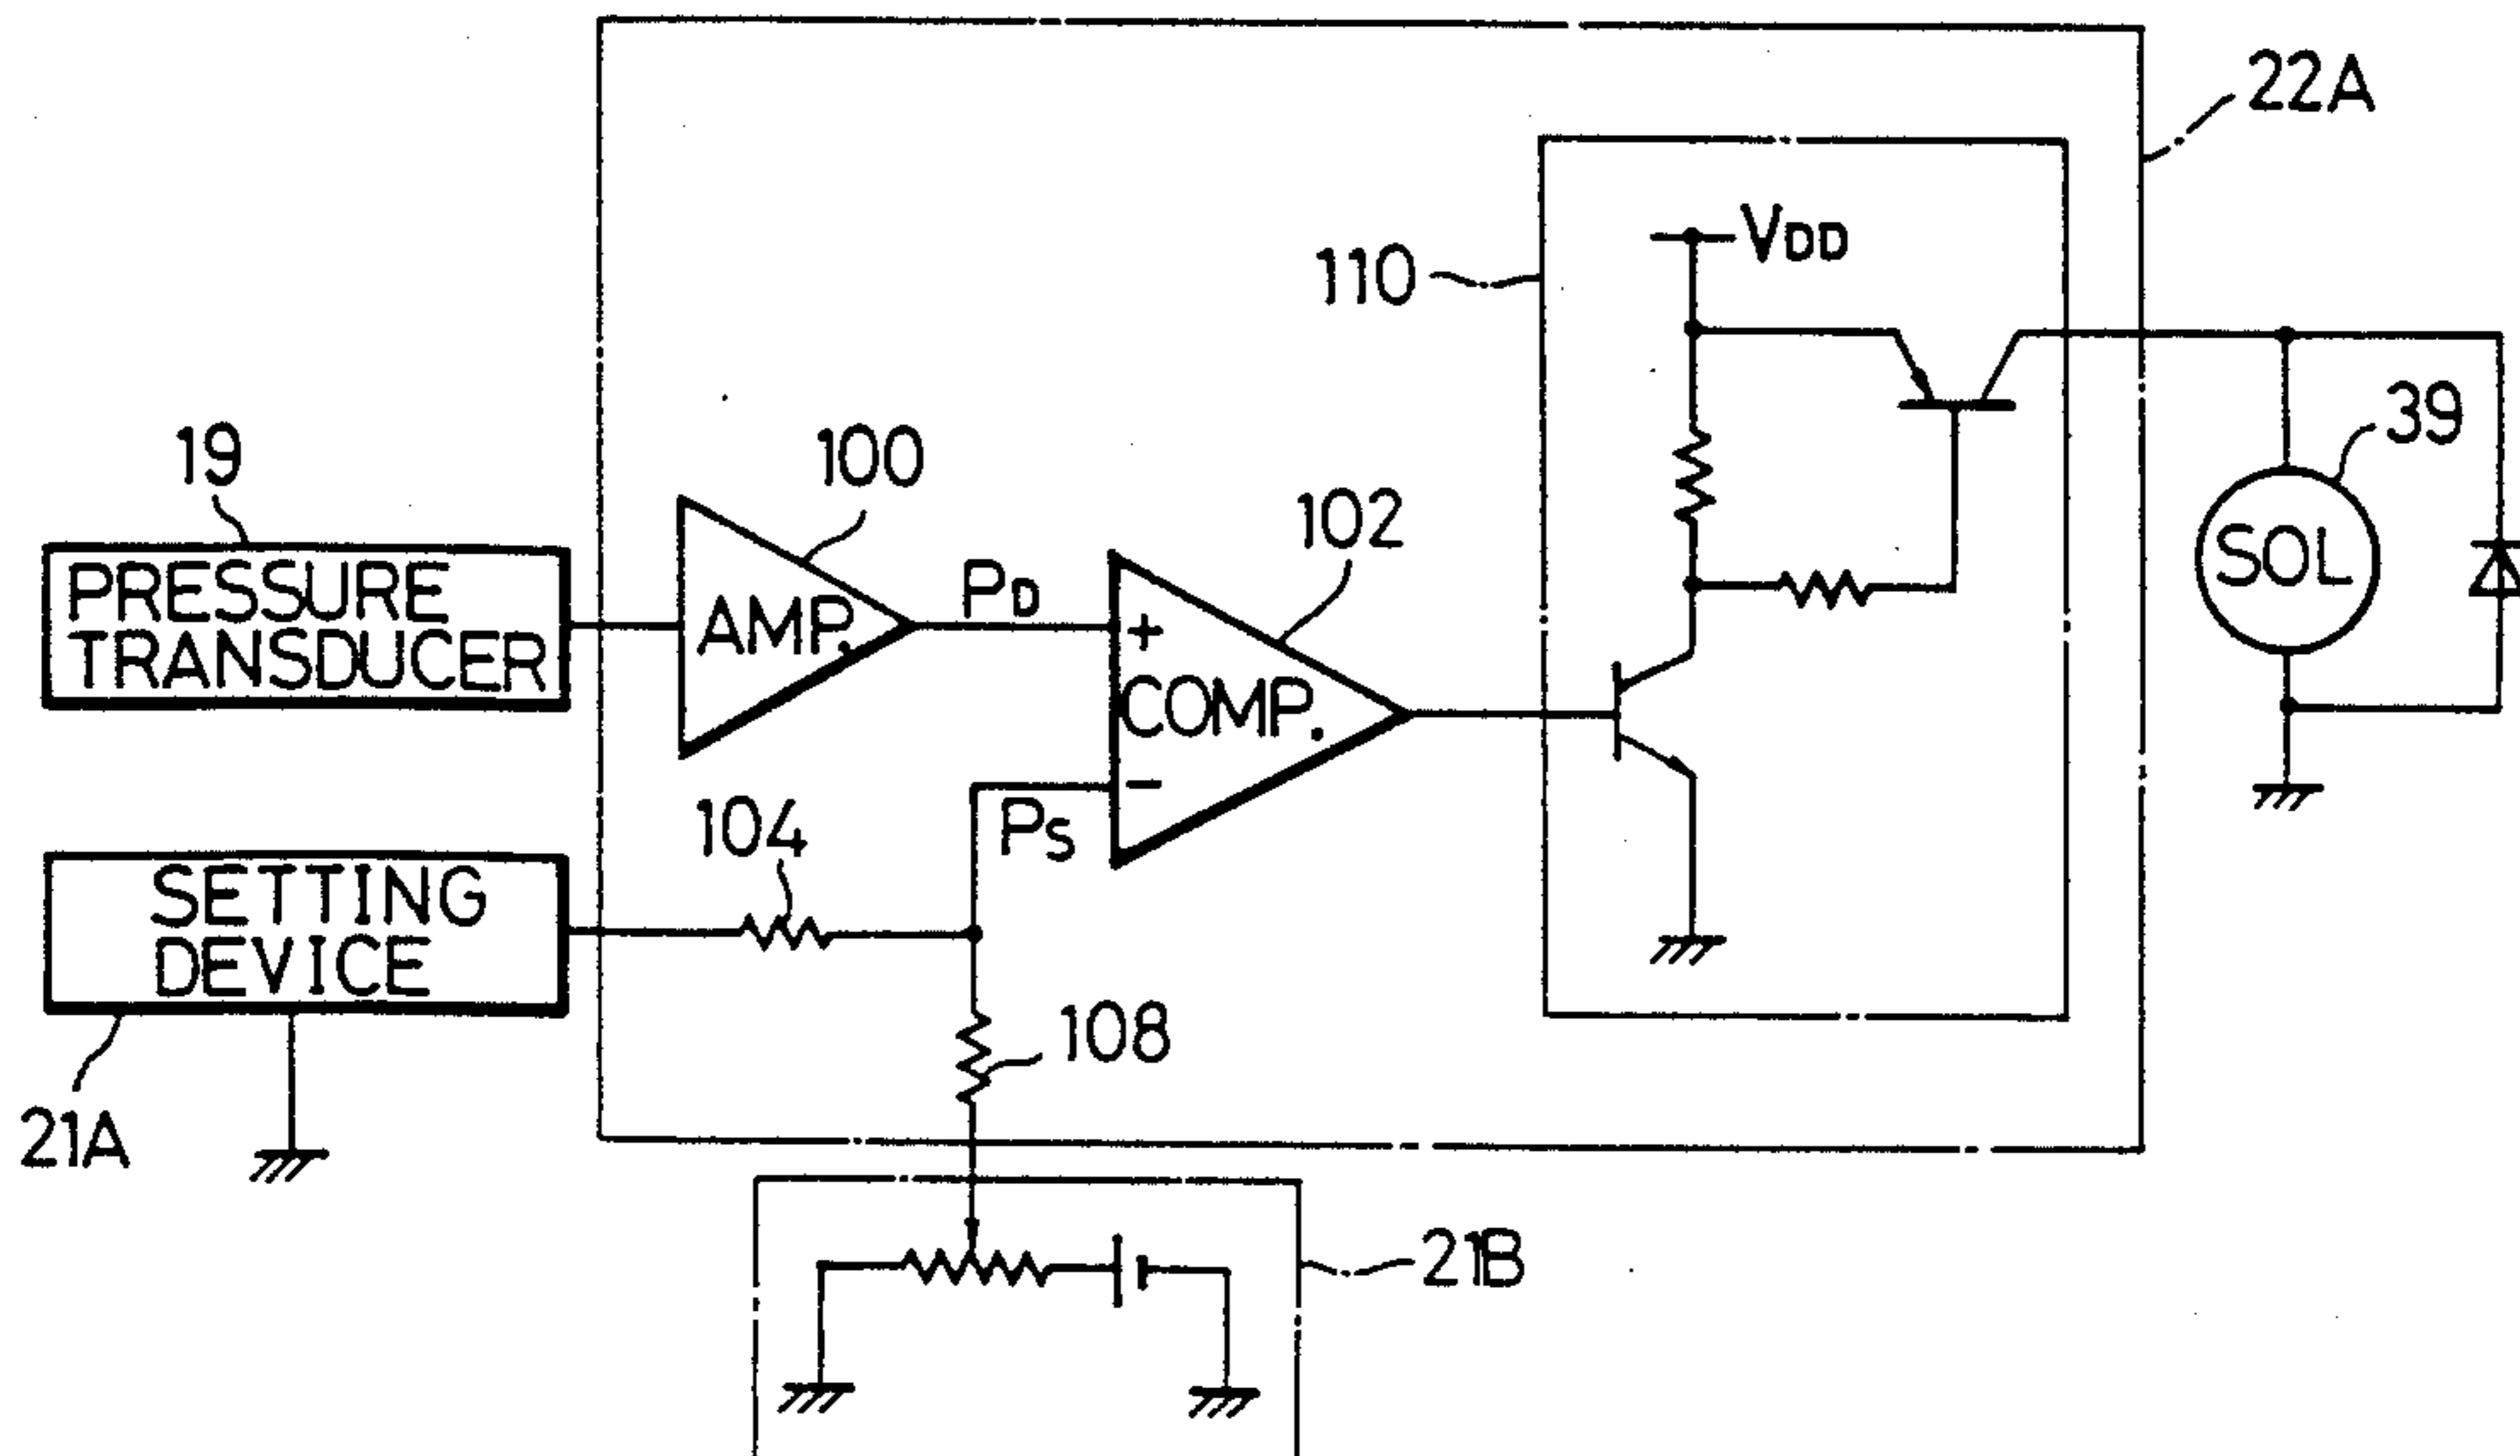 22A
110
VDD
19
100
102
39
PRESSURE
TRANSDUCER
AMP.
PD
+
COMP.
SOL
-
PS
104
SETTING
DEVICE
108
21A
21B